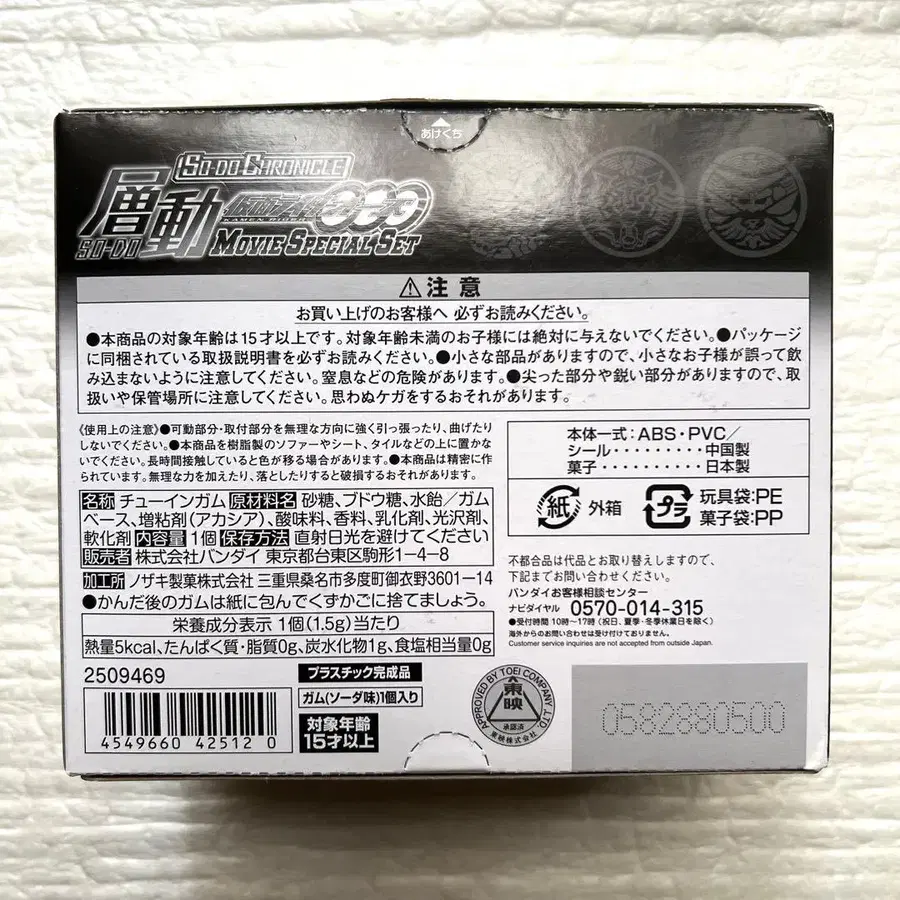 あけくち
SO-DO CHRONICLE
層動
SO-DO
仮面ライダーOOO
KAMEN RIDER
MOVIE SPECIAL SET
⚠注意
お買い上げのお客様へ 必ずお読みください。
●本商品の対象年齢は15才以上です。対象年齢未満のお子様には絶対に与えないでください。●パッケージ
に同梱されている取扱説明書を必ずお読みください。●小さな部品がありますので、小さなお子様が誤って飲
み込まないように注意してください。窒息などの危険があります。●尖った部分や鋭い部分がありますので、取
扱いや保管場所に注意してください。思わぬケガをするおそれがあります。
《使用上の注意》●可動部分・取付部分を無理な方向に強く引っ張ったり、曲げたり
しないでください。●本商品を樹脂製のソファーやシート、タイルなどの上に置かな
いでください。長時間接触していると色が移る場合があります。●本商品は精密に作
られています。無理な力を加えたり、落としたりすると破損するおそれがあります。
名称 チューインガム 原材料名 砂糖、ブドウ糖、水飴／ガム
ベース、増粘剤(アカシア)、酸味料、香料、乳化剤、光沢剤、
軟化剤 内容量 1個 保存方法 直射日光を避けてください
販売者 株式会社バンダイ 東京都台東区駒形1-4-8
加工所 ノザキ製菓株式会社 三重県桑名市多度町御衣野3601-14
●かんだ後のガムは紙に包んでくずかごに捨てましょう。
栄養成分表示 1個(1.5g)当たり
熱量5kcal、たんぱく質・脂質0g、炭水化物1g、食塩相当量0g
本体一式：ABS・PVC／
シール・・・・・・・・・中国製
菓子・・・・・・・・・・・日本製
紙 外箱
プラ 玩具袋：PE
菓子袋：PP
不都合品は代品とお取り替えしますので、
下記までお問い合わせください。
バンダイお客様相談センター
ナビダイヤル 0570-014-315
●受付時間 10時～17時(祝日、夏季・冬季休業日を除く)
海外からのお問い合わせは受け付けておりません。
Customer service inquiries are not accepted from outside Japan.
2509469
4549660 42512 0
プラスチック完成品
ガム(ソーダ味)1個入り
対象年齢
15才以上
APPROVED BY TOEI COMPANY, LTD.
東映
承認済
東映株式会社
0582880500